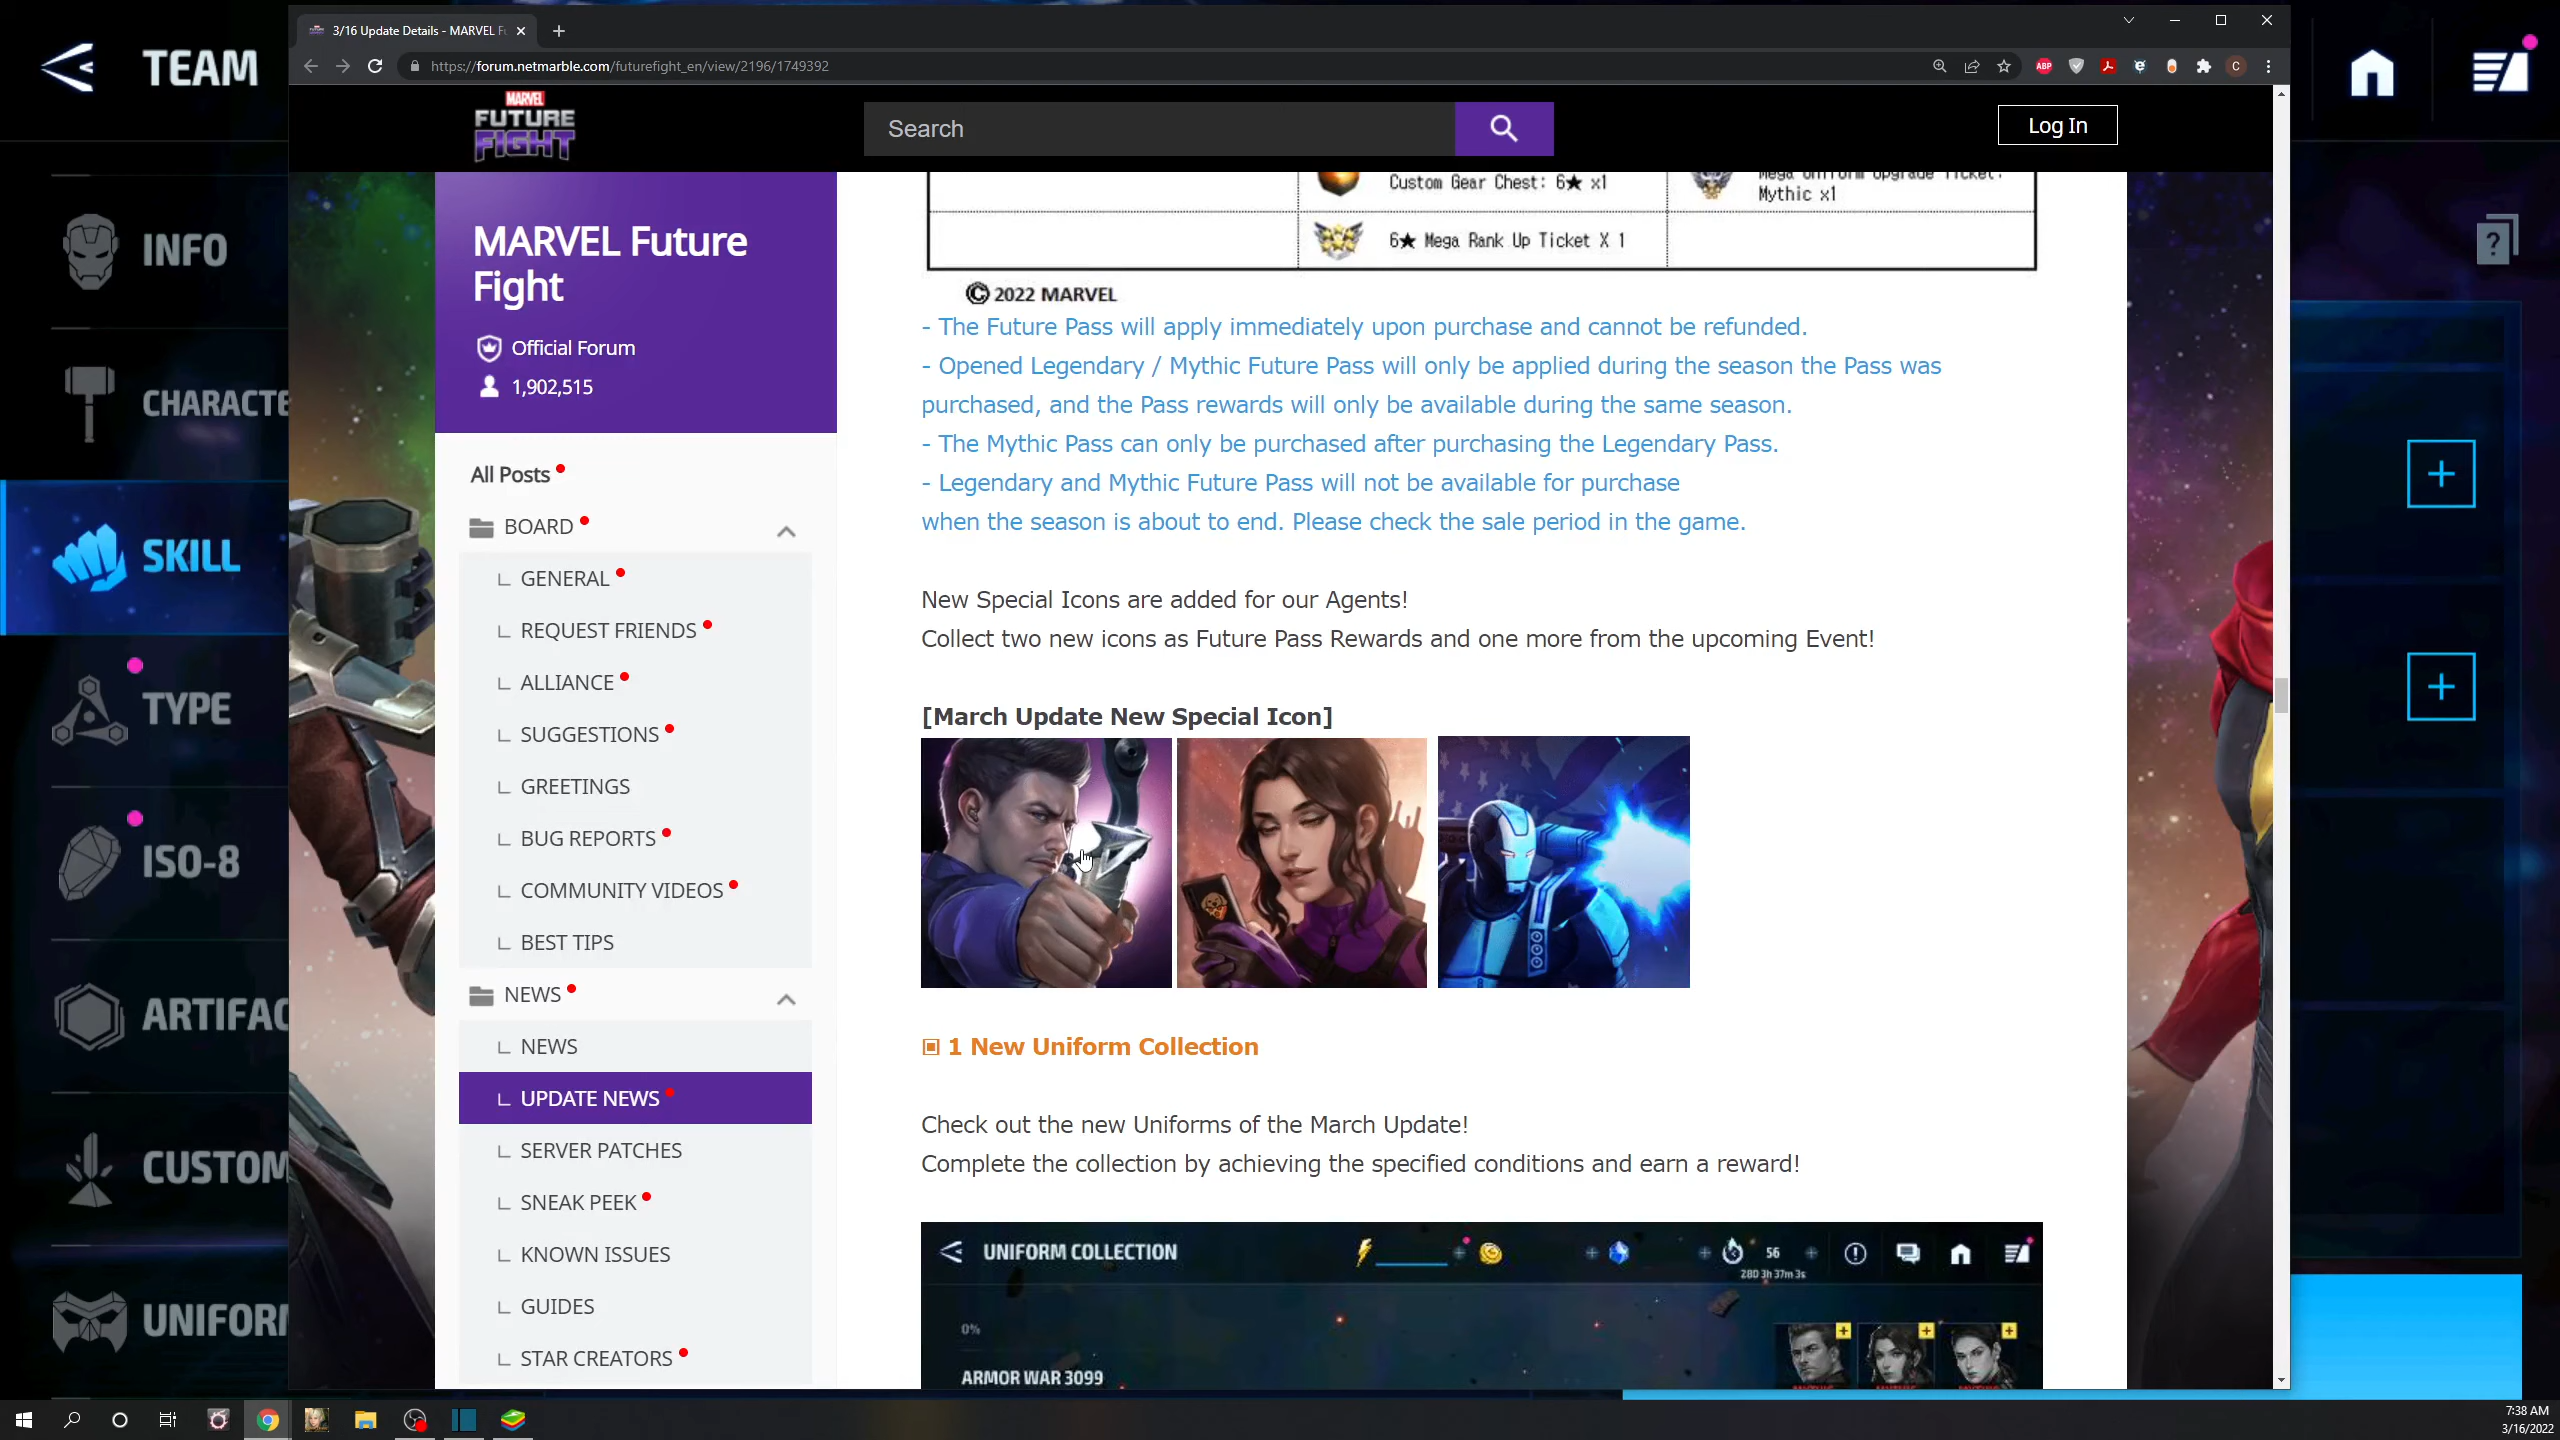 3/16 Update Details - MARVEL Fu
https://forum.netmarble.com/futurefight_en/view/2196/1749392
ABP
C
TEAM
INFO
CHARACTE
SKILL
TYPE
ISO-8
ARTIFAC
CUSTOM
UNIFOR
MARVEL
FUTURE
FIGHT
Search
Log In
MARVEL Future
Fight
Official Forum
1,902,515
All Posts
BOARD
GENERAL
REQUEST FRIENDS
ALLIANCE
SUGGESTIONS
GREETINGS
BUG REPORTS
COMMUNITY VIDEOS
BEST TIPS
NEWS
NEWS
UPDATE NEWS
SERVER PATCHES
SNEAK PEEK
KNOWN ISSUES
GUIDES
STAR CREATORS
Custom Gear Chest: 6★ x1
Mega Uniform Upgrade Ticket:
Mythic x1
6★ Mega Rank Up Ticket X 1
© 2022 MARVEL
- The Future Pass will apply immediately upon purchase and cannot be refunded.
- Opened Legendary / Mythic Future Pass will only be applied during the season the Pass was
purchased, and the Pass rewards will only be available during the same season.
- The Mythic Pass can only be purchased after purchasing the Legendary Pass.
- Legendary and Mythic Future Pass will not be available for purchase
when the season is about to end. Please check the sale period in the game.
New Special Icons are added for our Agents!
Collect two new icons as Future Pass Rewards and one more from the upcoming Event!
[March Update New Special Icon]
▣ 1 New Uniform Collection
Check out the new Uniforms of the March Update!
Complete the collection by achieving the specified conditions and earn a reward!
UNIFORM COLLECTION
56
28D 3h 37m 3s
0%
ARMOR WAR 3099
7:38 AM
3/16/2022